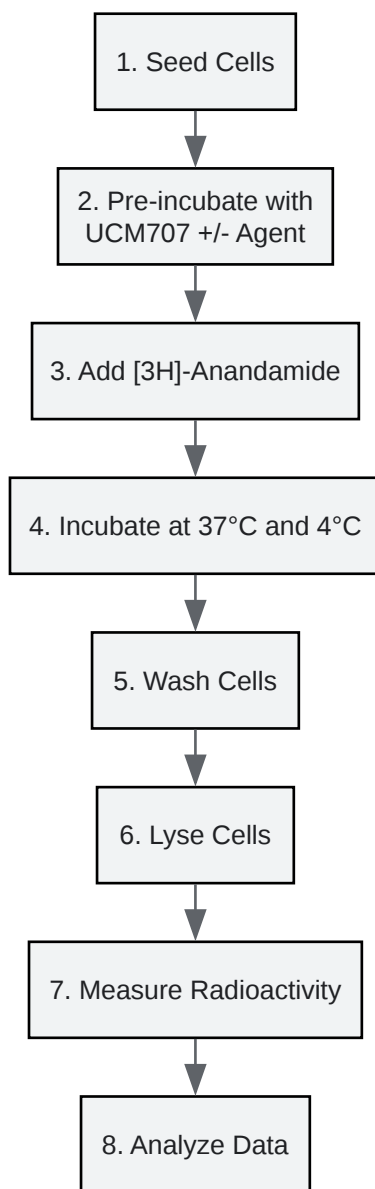 1. Seed Cells
2. Pre-incubate with
UCM707 +/- Agent
3. Add [3H]-Anandamide
4. Incubate at 37°C and 4°C
5. Wash Cells
6. Lyse Cells
7. Measure Radioactivity
8. Analyze Data